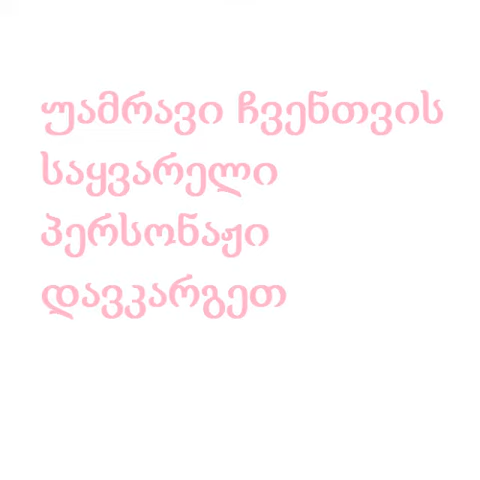 უამრავი ჩვენთვის
საყვარელი
პერსონაჟი
დავკარგეთ